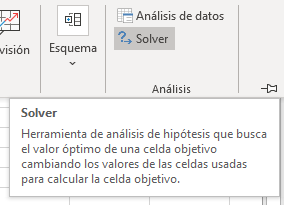 Análisis de datos
visión
Esquema
Solver
Análisis
Solver
Herramienta de análisis de hipótesis que busca
el valor óptimo de una celda objetivo
cambiando los valores de las celdas usadas
para calcular la celda objetivo.